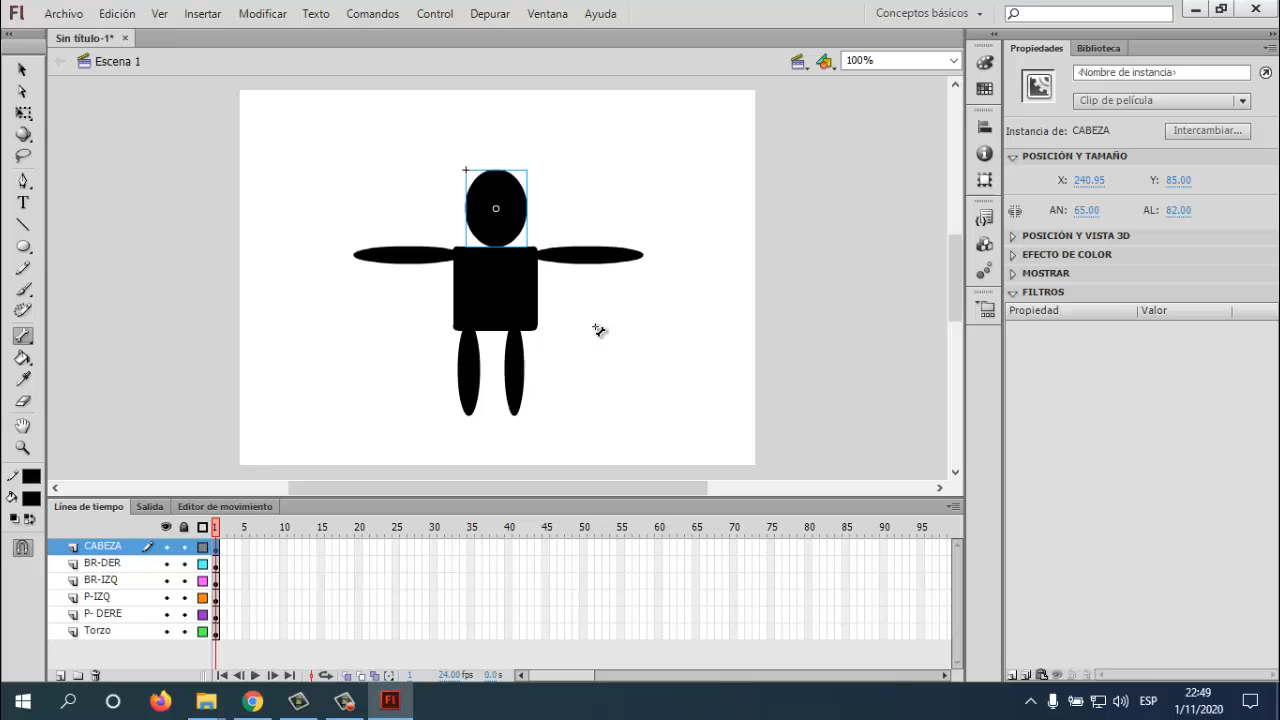 Fl Archivo Edición Ver Insertar Modificar Texto Comandos Control Depurar Ventana Ayuda Conceptos básicos
Sin título-1* ×
Escena 1 100%
Propiedades Biblioteca
<Nombre de instancia>
Clip de película
Instancia de: CABEZA Intercambiar...
POSICIÓN Y TAMAÑO
X: 240.95 Y: 85.00
AN: 65.00 AL: 82.00
POSICIÓN Y VISTA 3D
EFECTO DE COLOR
MOSTRAR
FILTROS
Propiedad Valor
Línea de tiempo Salida Editor de movimiento
1 5 10 15 20 25 30 35 40 45 50 55 60 65 70 75 80 85 90 95
CABEZA
BR-DER
BR-IZQ
P-IZQ
P- DERE
Torzo
1 24.00 fps 0.0 s
Fl ESP 22:49
1/11/2020